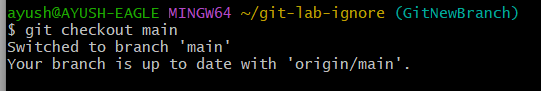 ayush@AYUSH-EAGLE MINGW64 ~/git-lab-ignore (GitNewBranch)
$ git checkout main
Switched to branch 'main'
Your branch is up to date with 'origin/main'.